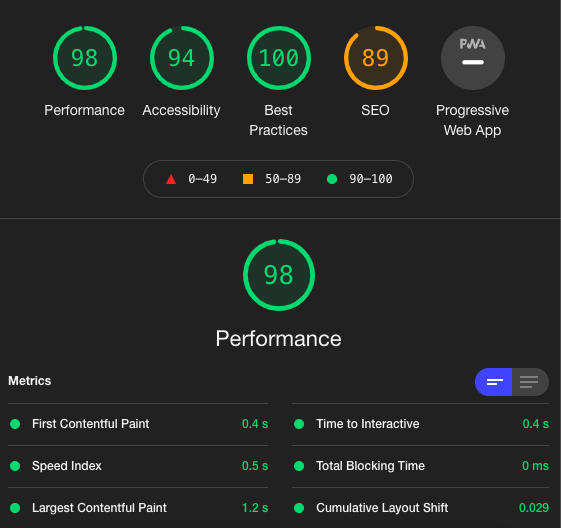 98 94 100 89 PWA
Performance Accessibility Best Practices SEO Progressive Web App
0–49 50–89 90–100
98
Performance
Metrics
First Contentful Paint 0.4 s
Time to Interactive 0.4 s
Speed Index 0.5 s
Total Blocking Time 0 ms
Largest Contentful Paint 1.2 s
Cumulative Layout Shift 0.029